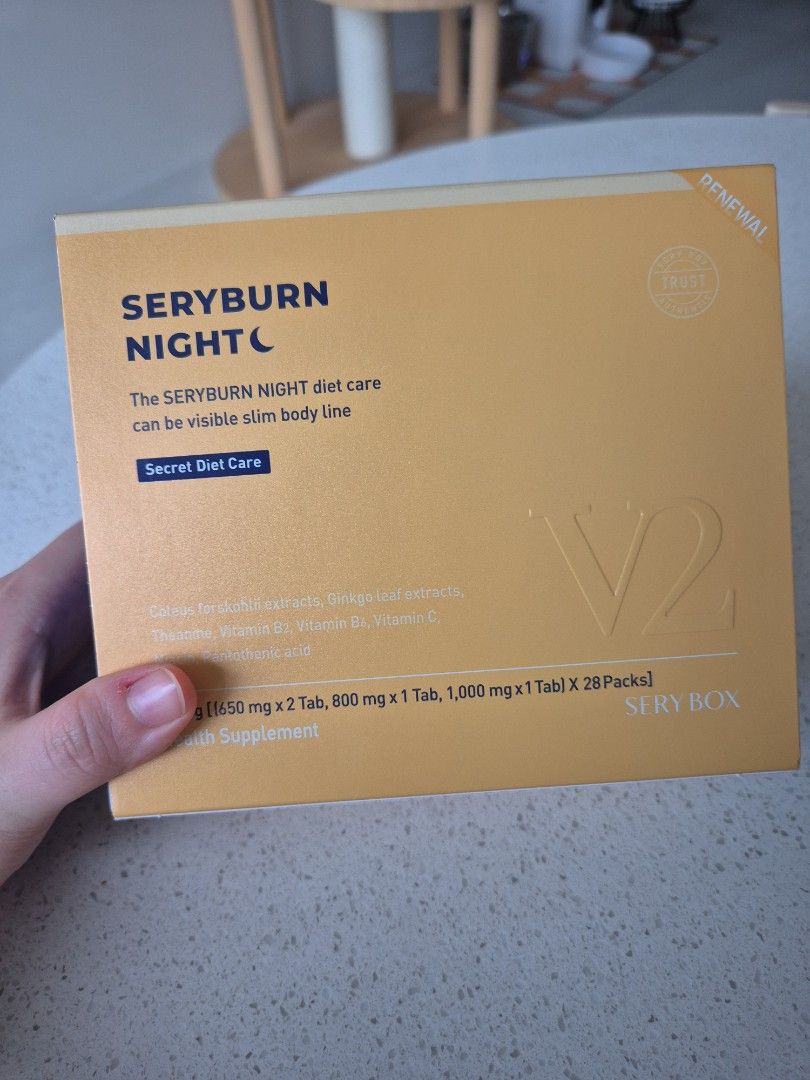 RENEWAL
TRUST
SERYBURN
NIGHT
The SERYBURN NIGHT diet care
can be visible slim body line
Secret Diet Care
V2
Coleus forskohlii extracts, Ginkgo leaf extracts,
Theanine, Vitamin B2, Vitamin B6, Vitamin C,
Pantothenic acid
g [(650 mg x 2 Tab, 800 mg x 1 Tab, 1,000 mg x 1 Tab) X 28 Packs]
Supplement
SERY BOX